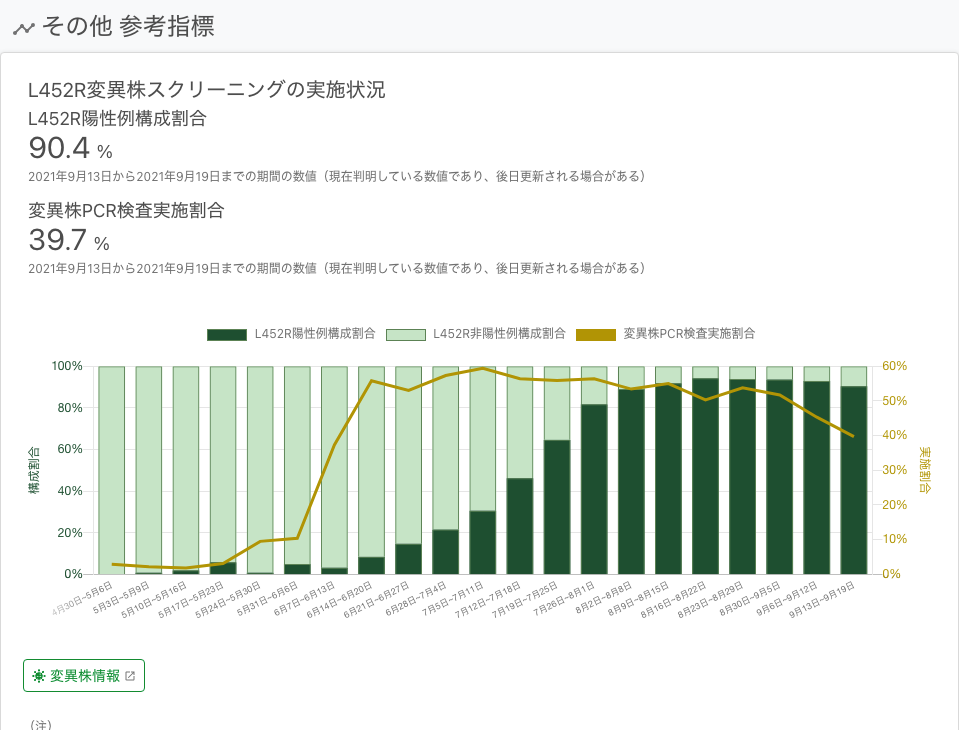 その他 参考指標
L452R変異株スクリーニングの実施状況
L452R陽性例構成割合
90.4 %
2021年9月13日から2021年9月19日までの期間の数値（現在判明している数値であり、後日更新される場合がある）
変異株PCR検査実施割合
39.7 %
2021年9月13日から2021年9月19日までの期間の数値（現在判明している数値であり、後日更新される場合がある）
L452R陽性例構成割合 L452R非陽性例構成割合 変異株PCR検査実施割合
100%
80%
60%
40%
20%
0%
構成割合
60%
50%
40%
30%
20%
10%
0%
実施割合
4月30日~5月6日
5月3日~5月9日
5月10日~5月16日
5月17日~5月23日
5月24日~5月30日
5月31日~6月6日
6月7日~6月13日
6月14日~6月20日
6月21日~6月27日
6月28日~7月4日
7月5日~7月11日
7月12日~7月18日
7月19日~7月25日
7月26日~8月1日
8月2日~8月8日
8月9日~8月15日
8月16日~8月22日
8月23日~8月29日
8月30日~9月5日
9月6日~9月12日
9月13日~9月19日
変異株情報
（注）